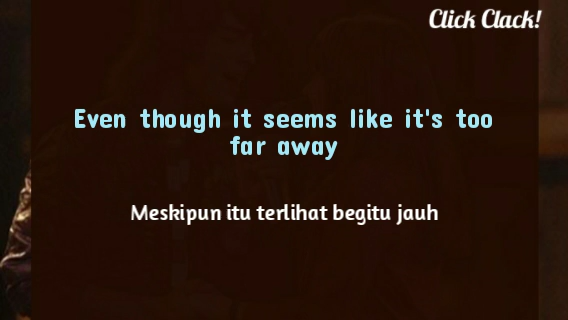 Click Clack!
Even though it seems like it's too
far away
Meskipun itu terlihat begitu jauh